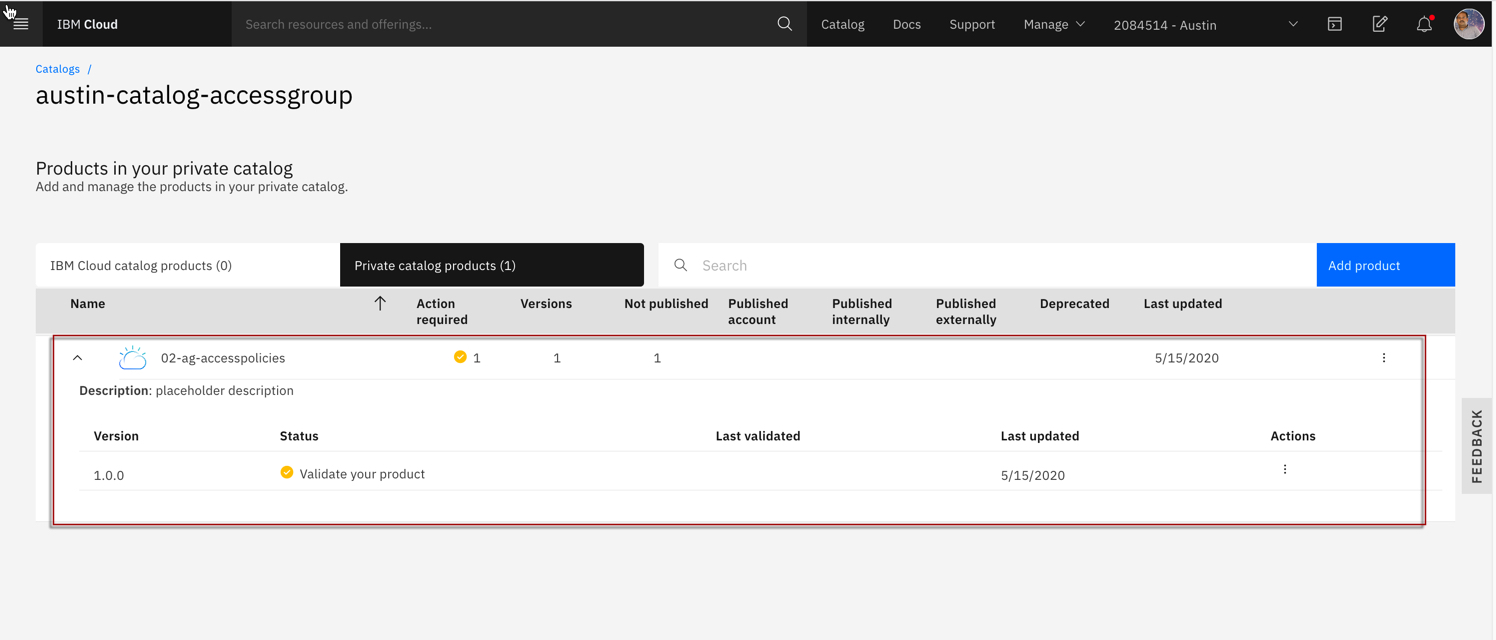 IBM Cloud
Search resources and offerings...
Catalog
Docs
Support
Manage
2084514 - Austin
Catalogs /
austin-catalog-accessgroup
Products in your private catalog
Add and manage the products in your private catalog.
IBM Cloud catalog products (0)
Private catalog products (1)
Search
Add product
Name
Action required
Versions
Not published
Published account
Published internally
Published externally
Deprecated
Last updated
02-ag-accesspolicies
1
1
1
5/15/2020
Description: placeholder description
Version
Status
Last validated
Last updated
Actions
1.0.0
Validate your product
5/15/2020
FEEDBACK